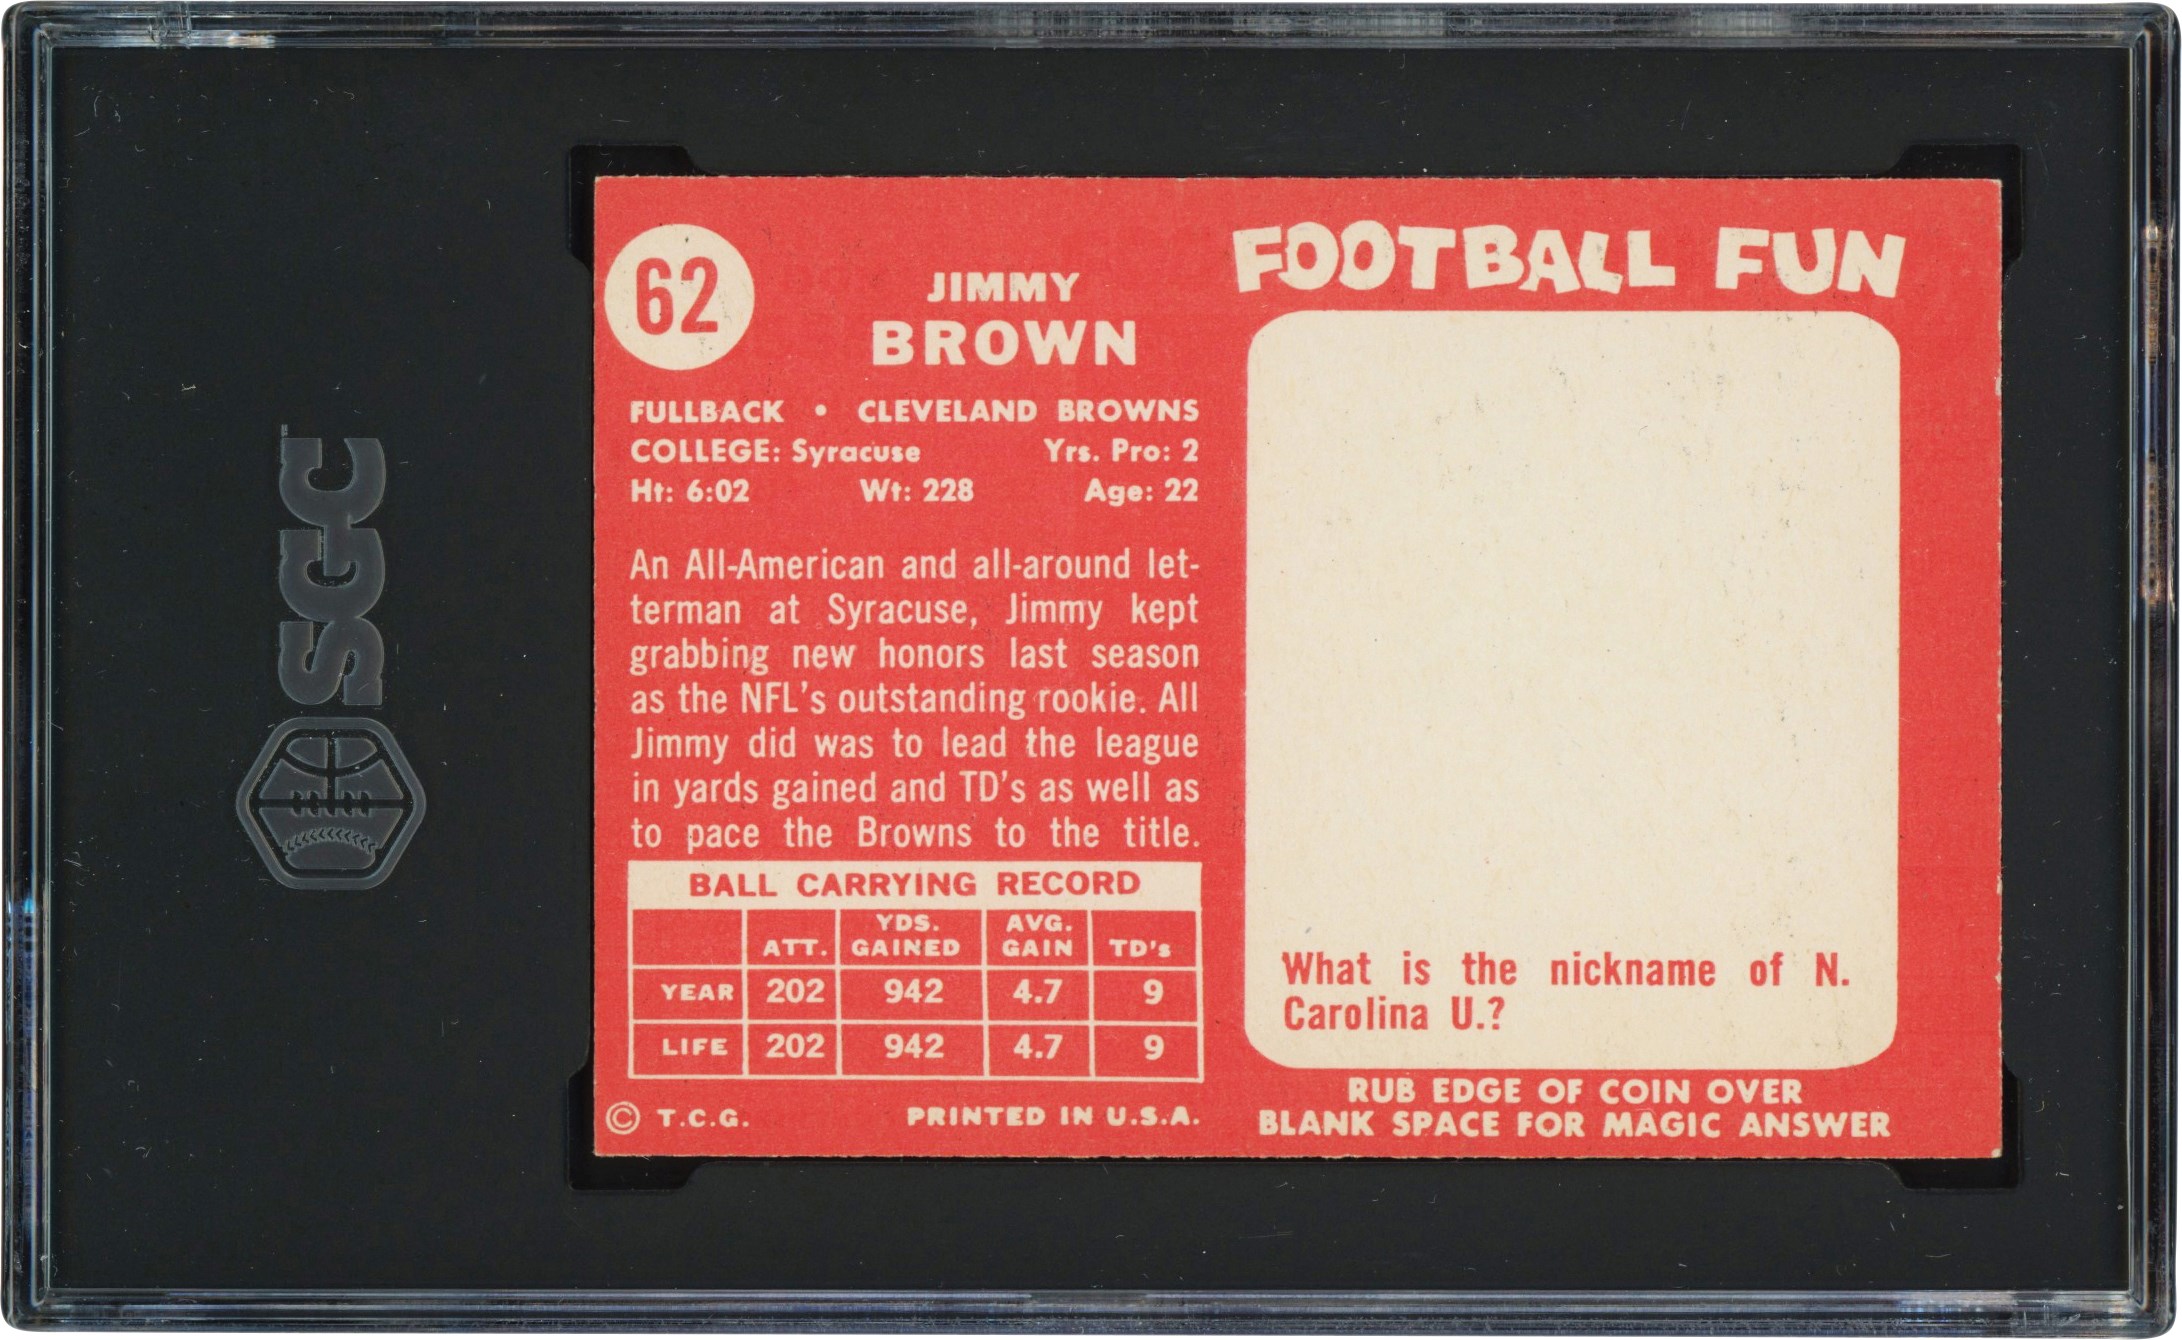 62
JIMMY
BROWN
FULLBACK • CLEVELAND BROWNS
COLLEGE: Syracuse Yrs. Pro: 2
Ht: 6:02 Wt: 228 Age: 22
An All-American and all-around let-
terman at Syracuse, Jimmy kept
grabbing new honors last season
as the NFL's outstanding rookie. All
Jimmy did was to lead the league
in yards gained and TD's as well as
to pace the Browns to the title.
BALL CARRYING RECORD
ATT. YDS. GAINED AVG. GAIN TD's
YEAR 202 942 4.7 9
LIFE 202 942 4.7 9
© T.C.G. PRINTED IN U.S.A.
FOOTBALL FUN
What is the nickname of N.
Carolina U.?
RUB EDGE OF COIN OVER
BLANK SPACE FOR MAGIC ANSWER
SGC